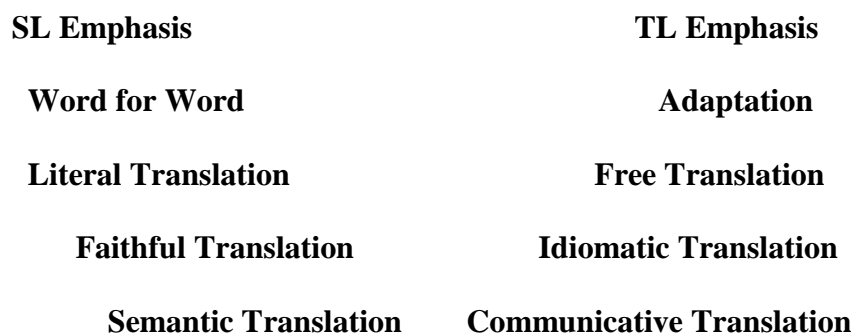 SL Emphasis TL Emphasis
Word for Word Adaptation
Literal Translation Free Translation
Faithful Translation Idiomatic Translation
Semantic Translation Communicative Translation